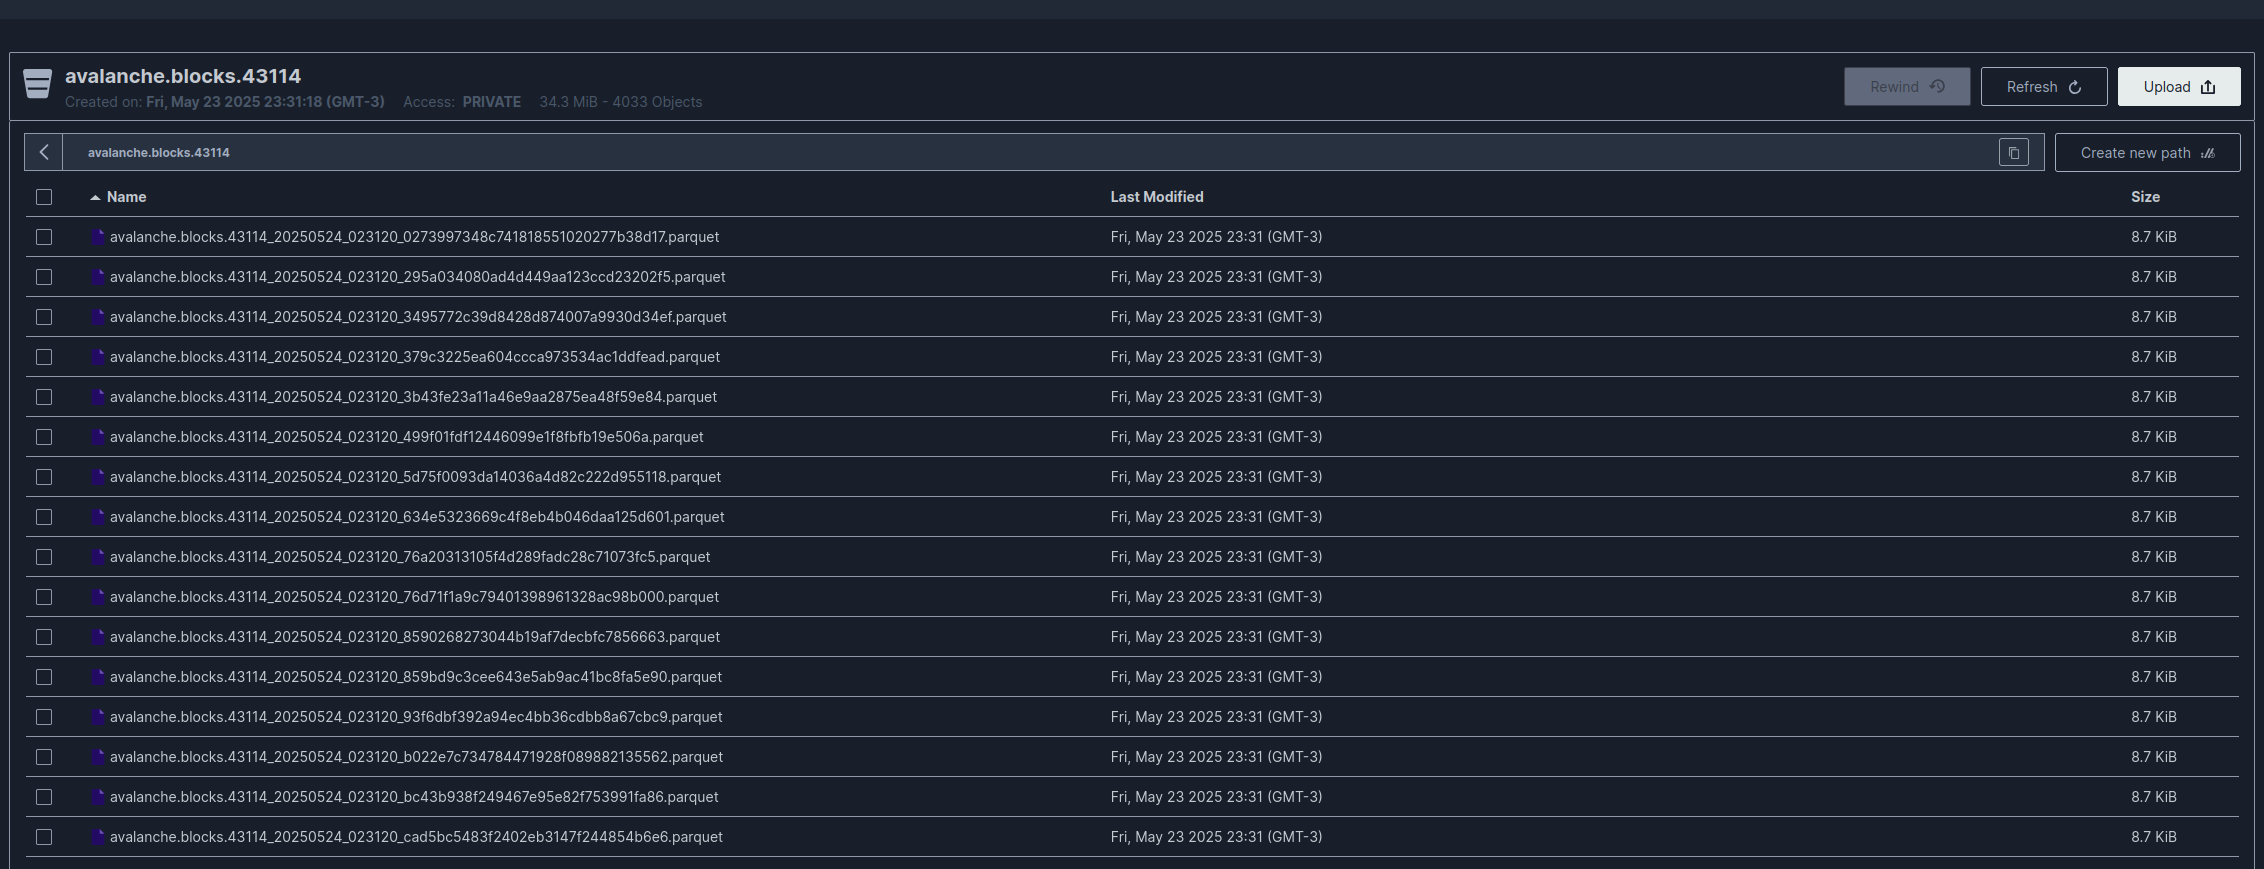 avalanche.blocks.43114
Created on: Fri, May 23 2025 23:31:18 (GMT-3) Access: PRIVATE 34.3 MiB - 4033 Objects
Rewind Refresh Upload
avalanche.blocks.43114
Create new path
Name Last Modified Size
avalanche.blocks.43114_20250524_023120_0273997348c741818551020277b38d17.parquet Fri, May 23 2025 23:31 (GMT-3) 8.7 KiB
avalanche.blocks.43114_20250524_023120_295a034080ad4d449aa123ccd23202f5.parquet Fri, May 23 2025 23:31 (GMT-3) 8.7 KiB
avalanche.blocks.43114_20250524_023120_3495772c39d8428d874007a9930d34ef.parquet Fri, May 23 2025 23:31 (GMT-3) 8.7 KiB
avalanche.blocks.43114_20250524_023120_379c3225ea604ccca973534ac1ddfead.parquet Fri, May 23 2025 23:31 (GMT-3) 8.7 KiB
avalanche.blocks.43114_20250524_023120_3b43fe23a11a46e9aa2875ea48f59e84.parquet Fri, May 23 2025 23:31 (GMT-3) 8.7 KiB
avalanche.blocks.43114_20250524_023120_499f01fdf12446099e1f8fbfb19e506a.parquet Fri, May 23 2025 23:31 (GMT-3) 8.7 KiB
avalanche.blocks.43114_20250524_023120_5d75f0093da14036a4d82c222d955118.parquet Fri, May 23 2025 23:31 (GMT-3) 8.7 KiB
avalanche.blocks.43114_20250524_023120_634e5323669c4f8eb4b046daa125d601.parquet Fri, May 23 2025 23:31 (GMT-3) 8.7 KiB
avalanche.blocks.43114_20250524_023120_76a20313105f4d289fadc28c71073fc5.parquet Fri, May 23 2025 23:31 (GMT-3) 8.7 KiB
avalanche.blocks.43114_20250524_023120_76d71f1a9c79401398961328ac98b000.parquet Fri, May 23 2025 23:31 (GMT-3) 8.7 KiB
avalanche.blocks.43114_20250524_023120_8590268273044b19af7decbfc7856663.parquet Fri, May 23 2025 23:31 (GMT-3) 8.7 KiB
avalanche.blocks.43114_20250524_023120_859bd9c3cee643e5ab9ac41bc8fa5e90.parquet Fri, May 23 2025 23:31 (GMT-3) 8.7 KiB
avalanche.blocks.43114_20250524_023120_93f6dbf392a94ec4bb36cdbb8a67cbc9.parquet Fri, May 23 2025 23:31 (GMT-3) 8.7 KiB
avalanche.blocks.43114_20250524_023120_b022e7c734784471928f089882135562.parquet Fri, May 23 2025 23:31 (GMT-3) 8.7 KiB
avalanche.blocks.43114_20250524_023120_bc43b938f249467e95e82f753991fa86.parquet Fri, May 23 2025 23:31 (GMT-3) 8.7 KiB
avalanche.blocks.43114_20250524_023120_cad5bc5483f2402eb3147f244854b6e6.parquet Fri, May 23 2025 23:31 (GMT-3) 8.7 KiB